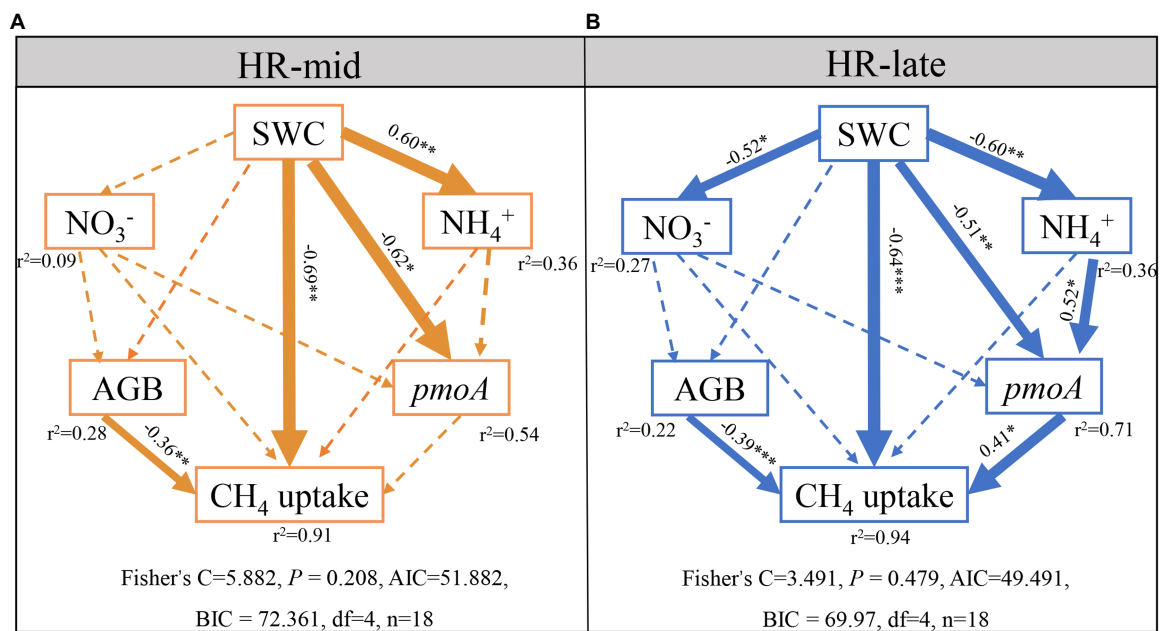 A
B
HR-mid
HR-late
SWC
0.60**
NO₃⁻
NH₄⁺
r²=0.09
r²=0.36
-0.69**
-0.62*
AGB
pmoA
r²=0.28
r²=0.54
-0.36**
CH₄ uptake
r²=0.91
Fisher's C=5.882, P = 0.208, AIC=51.882,
BIC = 72.361, df=4, n=18
SWC
-0.52*
-0.60**
NO₃⁻
NH₄⁺
r²=0.27
r²=0.36
-0.64***
-0.51**
0.52*
AGB
pmoA
r²=0.22
r²=0.71
-0.39***
0.41*
CH₄ uptake
r²=0.94
Fisher's C=3.491, P = 0.479, AIC=49.491,
BIC = 69.97, df=4, n=18